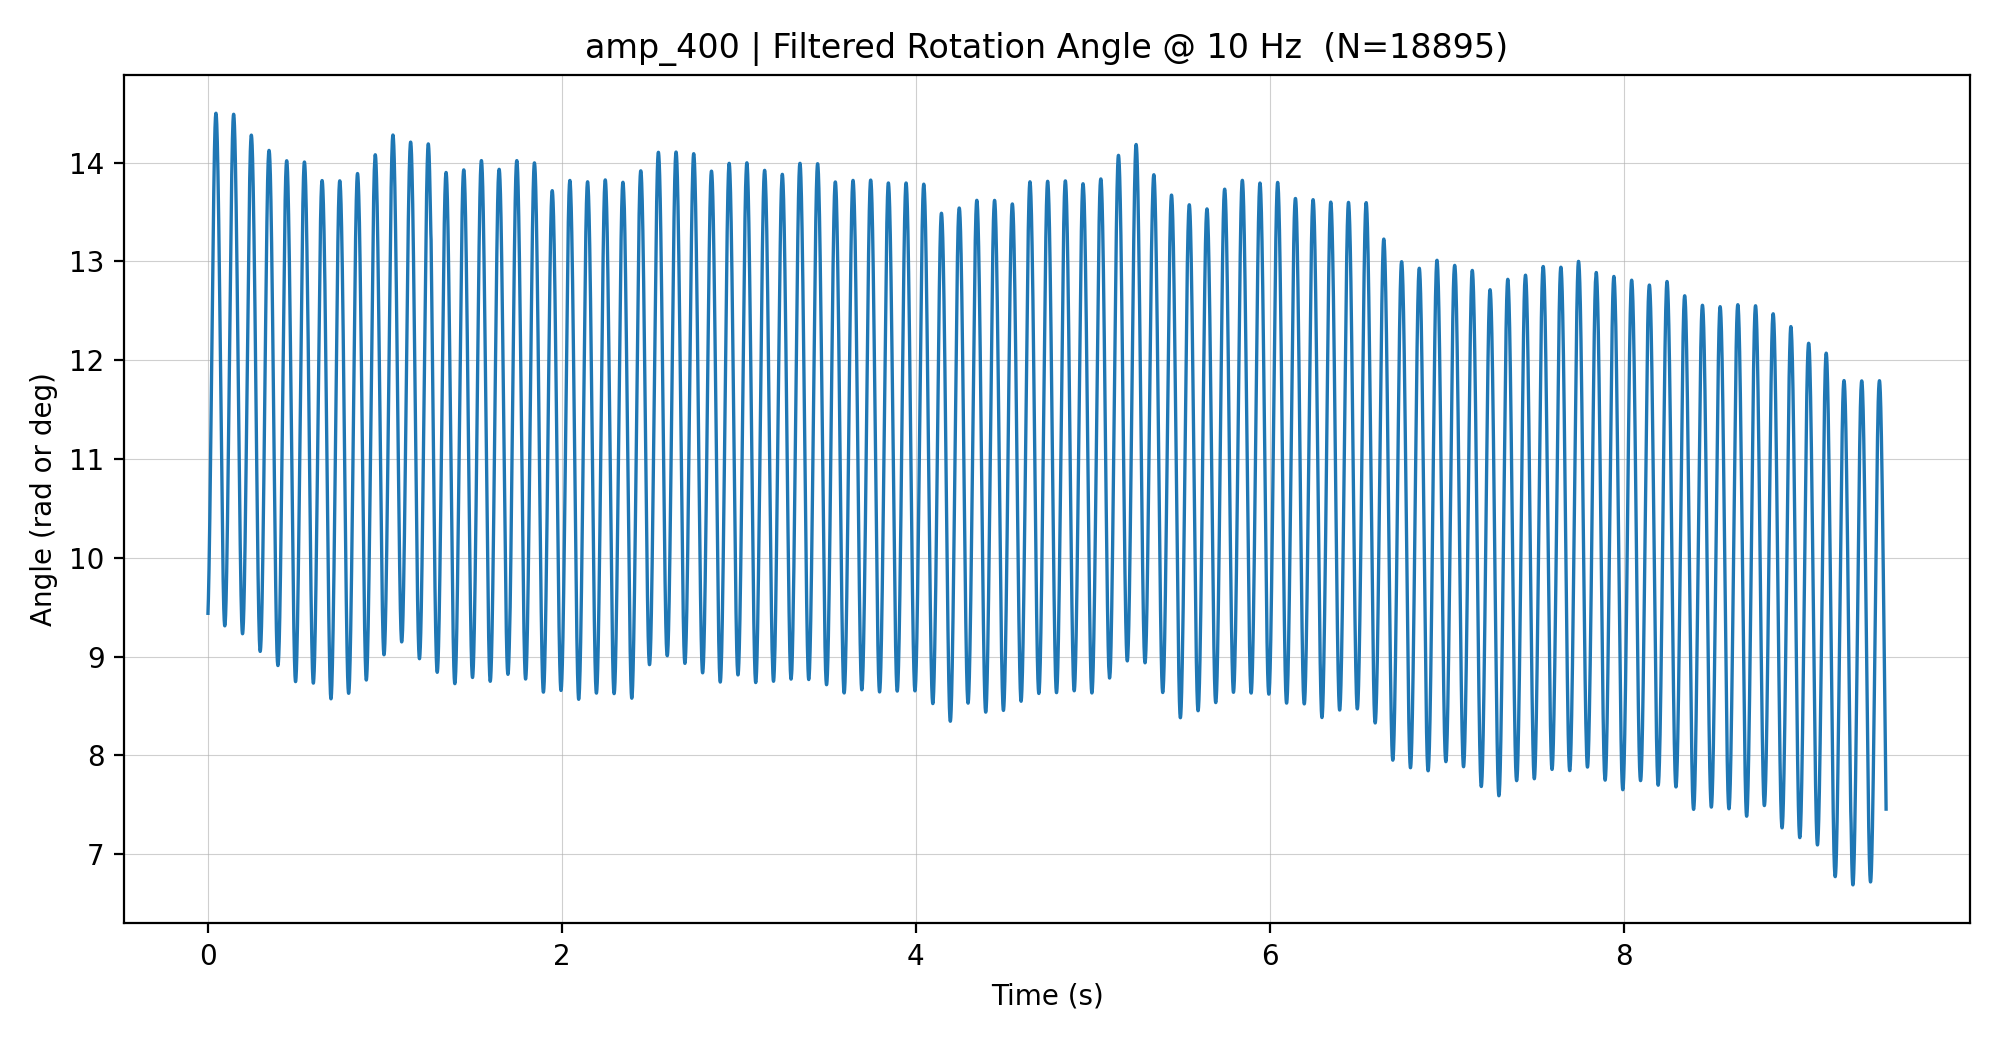 amp_400 | Filtered Rotation Angle @ 10 Hz  (N=18895)
Angle (rad or deg)
14
13
12
11
10
9
8
7
0 2 4 6 8
Time (s)